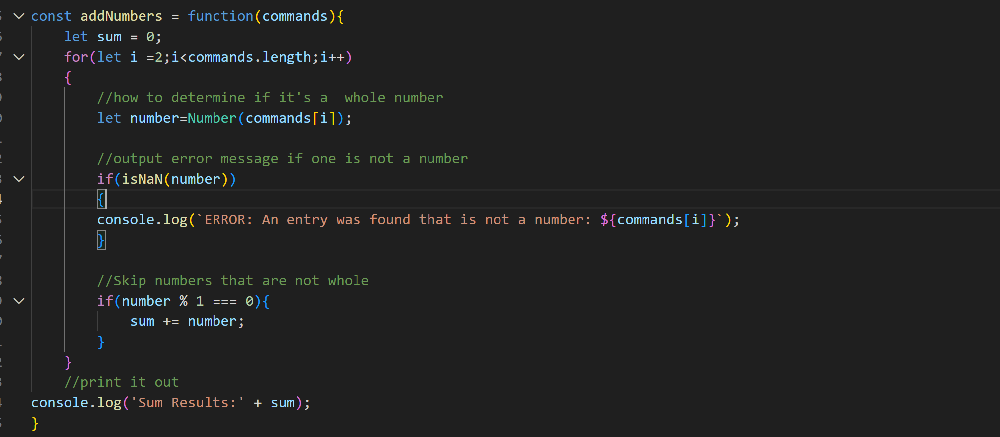 const addNumbers = function(commands){
    let sum = 0;
    for(let i =2;i<commands.length;i++)
    {
        //how to determine if it's a  whole number
        let number=Number(commands[i]);

        //output error message if one is not a number
        if(isNaN(number))
        {
        console.log(`ERROR: An entry was found that is not a number: ${commands[i]}`);
        }

        //Skip numbers that are not whole
        if(number % 1 === 0){
            sum += number;
        }
    }
    //print it out
console.log('Sum Results:' + sum);
}